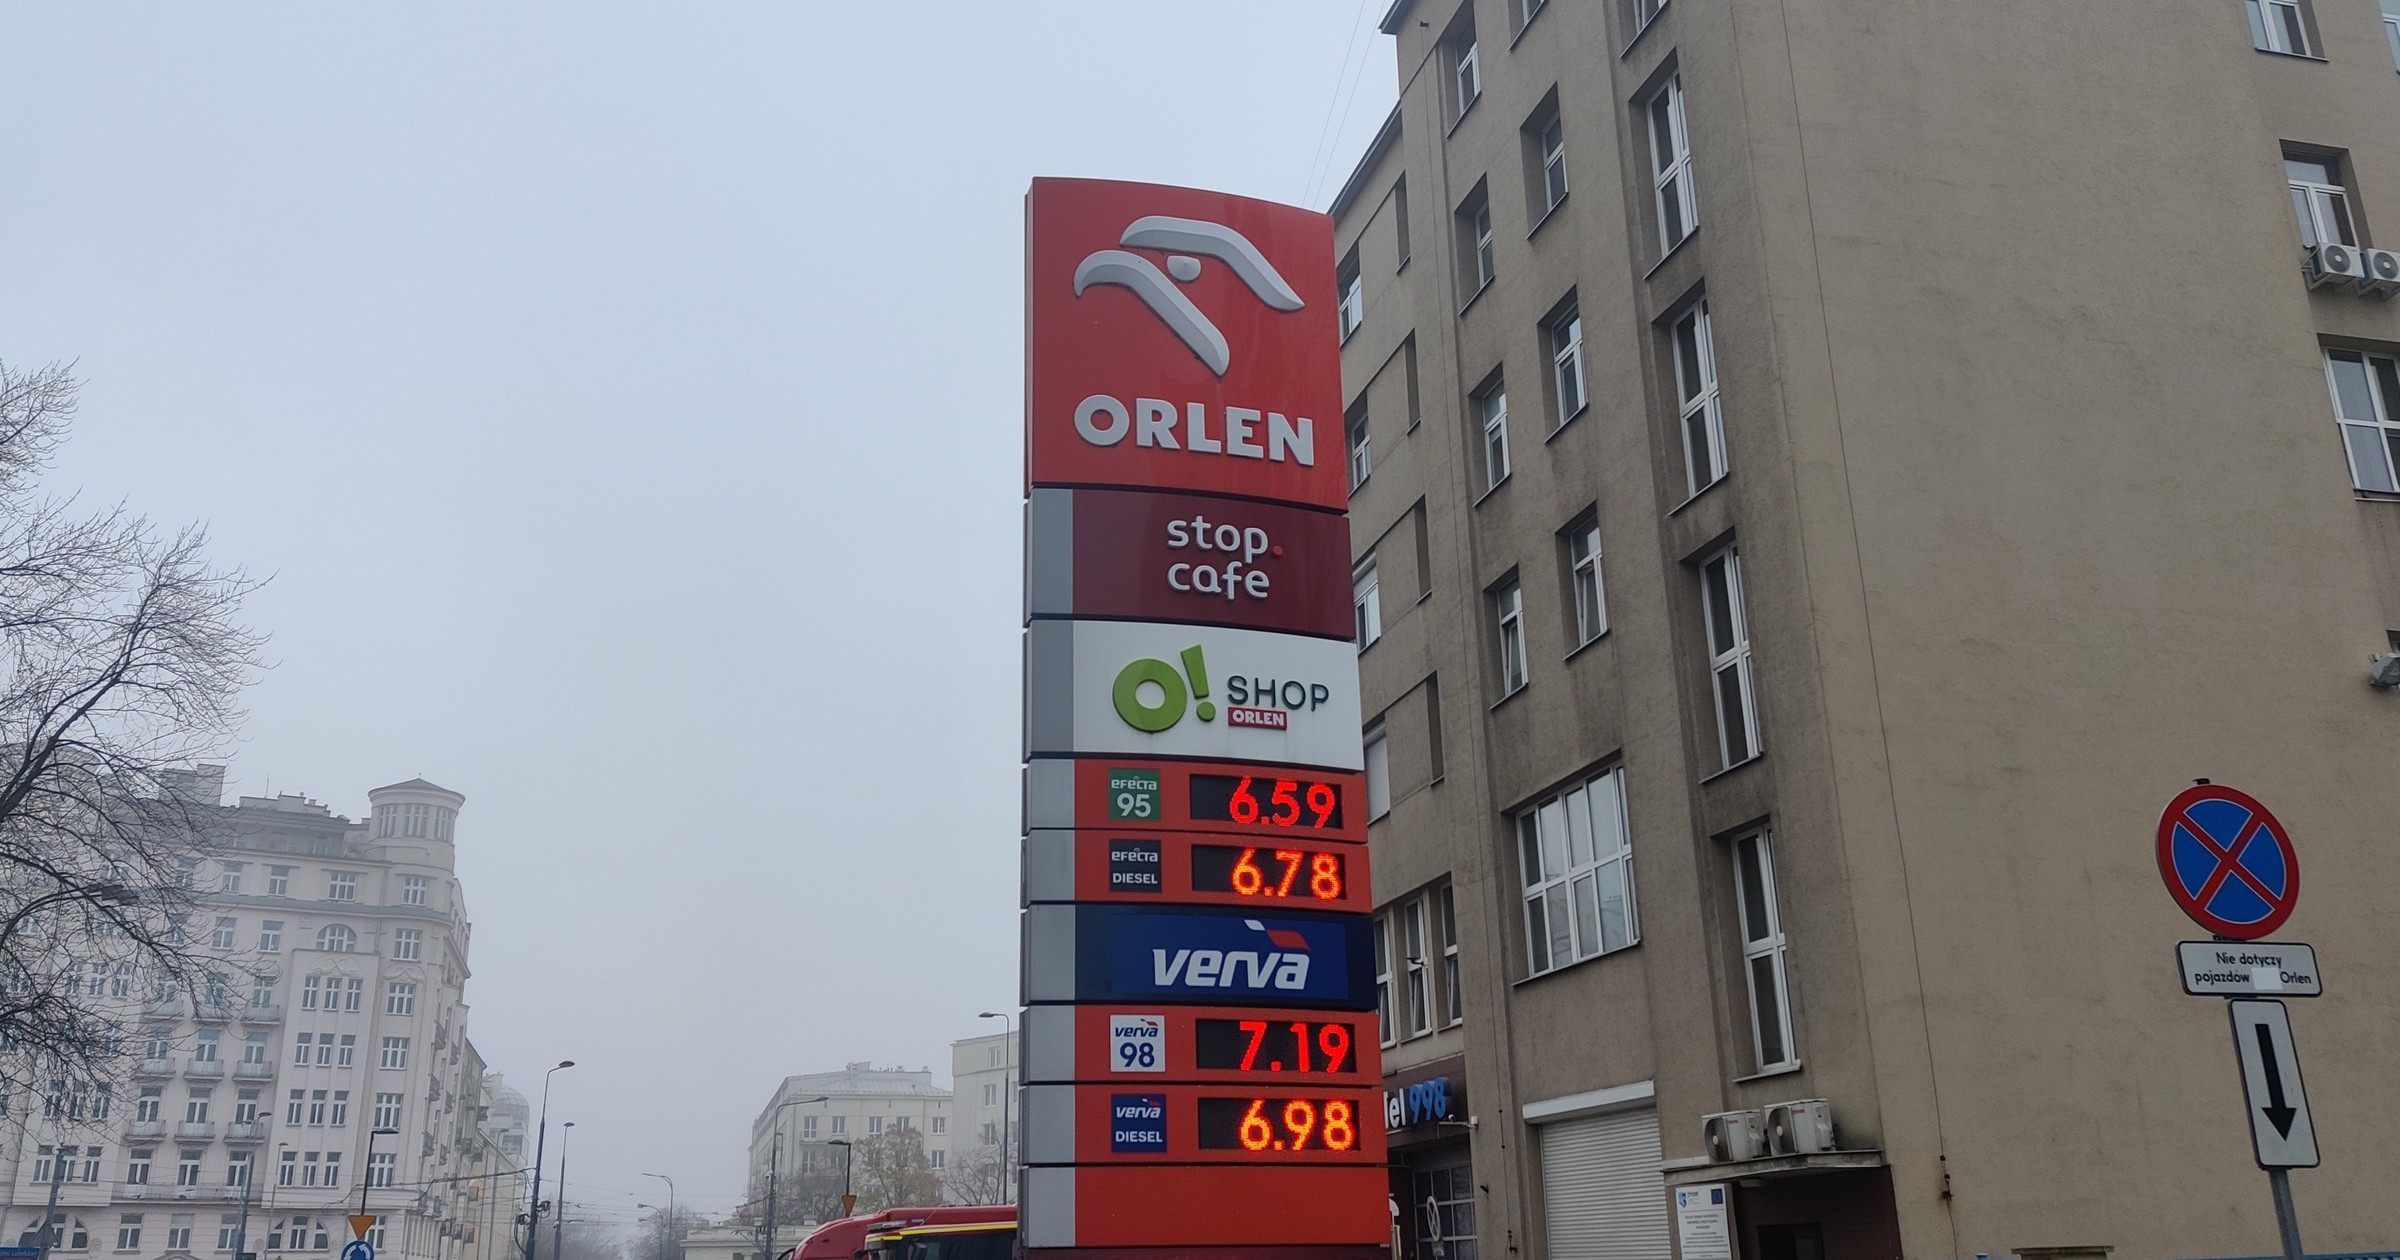 ORLEN
stop.
cafe
O! SHOP
ORLEN
efecta
95
6.59
efecta
DIESEL
6.78
verva
verva
98
7.19
verva
DIESEL
6.98
Nie dotyczy
pojazdów Orlen
tel 998